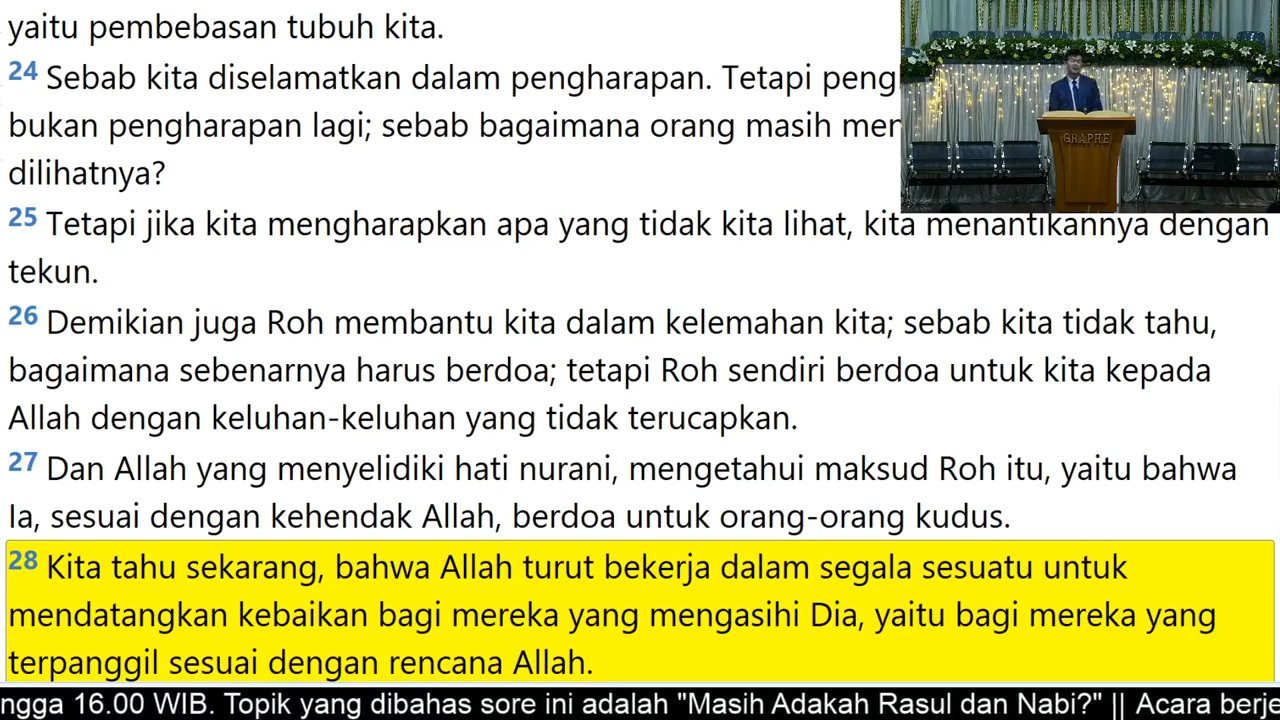 yaitu pembebasan tubuh kita.
24 Sebab kita diselamatkan dalam pengharapan. Tetapi
bukan pengharapan lagi; sebab bagaimana orang masih
dilihatnya?
25 Tetapi jika kita mengharapkan apa yang tidak kita lihat, kita menantikannya dengan
tekun.
26 Demikian juga Roh membantu kita dalam kelemahan kita; sebab kita tidak tahu,
bagaimana sebenarnya harus berdoa; tetapi Roh sendiri berdoa untuk kita kepada
Allah dengan keluhan-keluhan yang tidak terucapkan.
27 Dan Allah yang menyelidiki hati nurani, mengetahui maksud Roh itu, yaitu bahwa
Ia, sesuai dengan kehendak Allah, berdoa untuk orang-orang kudus.
28 Kita tahu sekarang, bahwa Allah turut bekerja dalam segala sesuatu untuk
mendatangkan kebaikan bagi mereka yang mengasihi Dia, yaitu bagi mereka yang
terpanggil sesuai dengan rencana Allah.
GRAPHE
ngga 16.00 WIB. Topik yang dibahas sore ini adalah "Masih Adakah Rasul dan Nabi?" || Acara berje